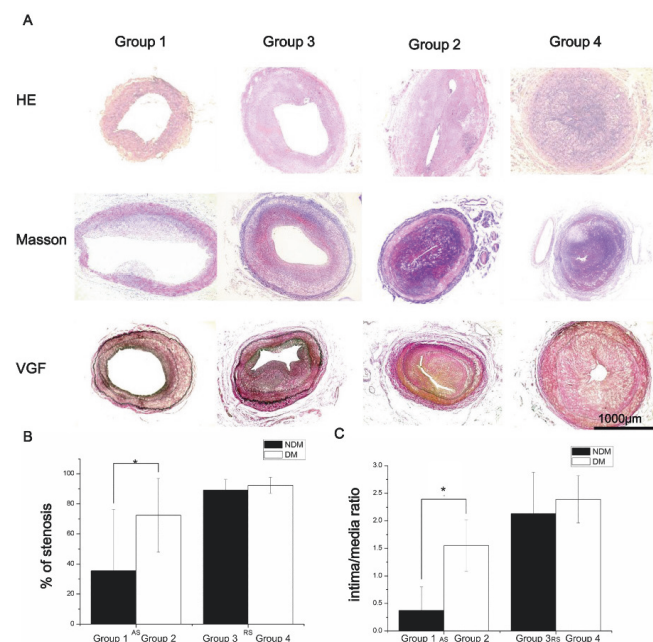 A
Group 1 Group 3 Group 2 Group 4
HE
Masson
VGF
1000μm
B
NDM
DM
*
% of stenosis
100
80
60
40
20
0
Group 1 AS Group 2 Group 3 RS Group 4
C
NDM
DM
*
intima/media ratio
3.0
2.5
2.0
1.5
1.0
0.5
0.0
Group 1 AS Group 2 Group 3 RS Group 4